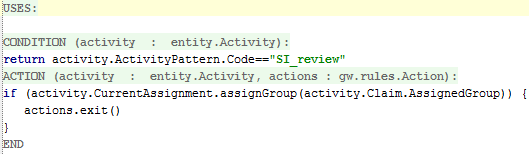 USES:
CONDITION (activity  :  entity.Activity):
return activity.ActivityPattern.Code=="SI_review"
ACTION (activity  :  entity.Activity, actions : gw.rules.Action):
if (activity.CurrentAssignment.assignGroup(activity.Claim.AssignedGroup)) {
   actions.exit()
}
END